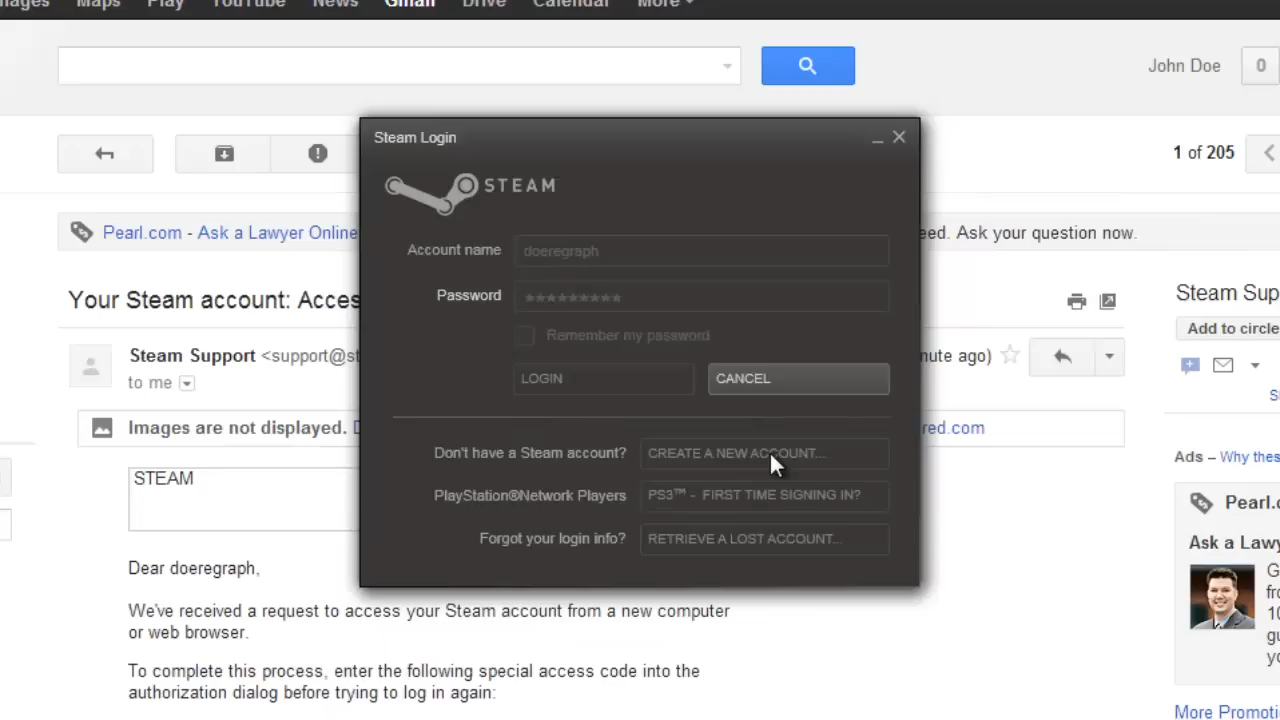 Maps Play YouTube News Gmail Drive Calendar More
John Doe 0
Steam Login
STEAM
1 of 205
Account name doeregraph
Pearl.com - Ask a Lawyer Online
eed. Ask your question now.
Password *********
Your Steam account: Acces
Steam Sup
Remember my password
Add to circle
Steam Support <support@st
nute ago)
to me
LOGIN CANCEL
Images are not displayed.
red.com
Don't have a Steam account? CREATE A NEW ACCOUNT...
Ads – Why thes
STEAM
PlayStation®Network Players PS3™ - FIRST TIME SIGNING IN?
Pearl.c
Forgot your login info? RETRIEVE A LOST ACCOUNT...
Ask a Lawy
Dear doeregraph,
We've received a request to access your Steam account from a new computer
or web browser.
To complete this process, enter the following special access code into the
authorization dialog before trying to log in again:
More Promoti